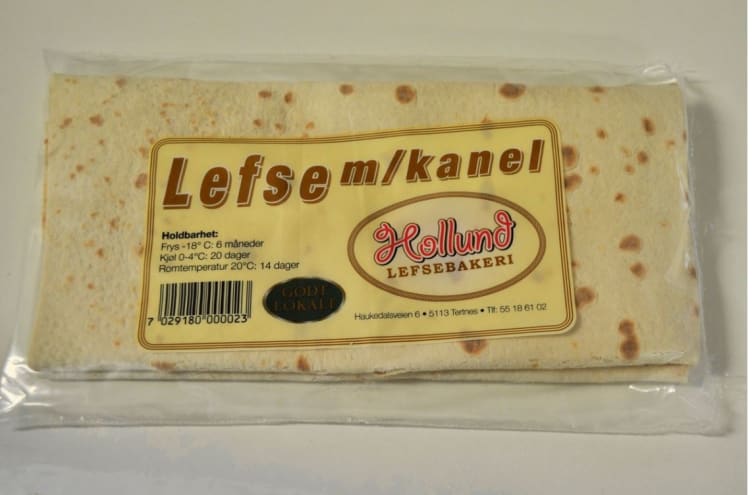 Lefse m/kanel
Holdbarhet:
Frys -18° C: 6 måneder
Kjøl 0-4°C: 20 dager
Romtemperatur 20°C: 14 dager
Hollund
LEFSEBAKERI
GODT
LOKALT
7 029180 000023
Haukedalsveien 6 • 5113 Tertnes • Tlf: 55 18 61 02